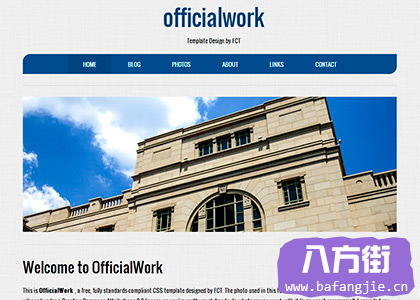 officialwork
Template Design by FCT
HOME BLOG PHOTOS ABOUT LINKS CONTACT
Welcome to OfficialWork
This is OfficialWork , a free, fully standards-compliant CSS template designed by FCT. The photo used in this
八方街
www.bafangjie.cn